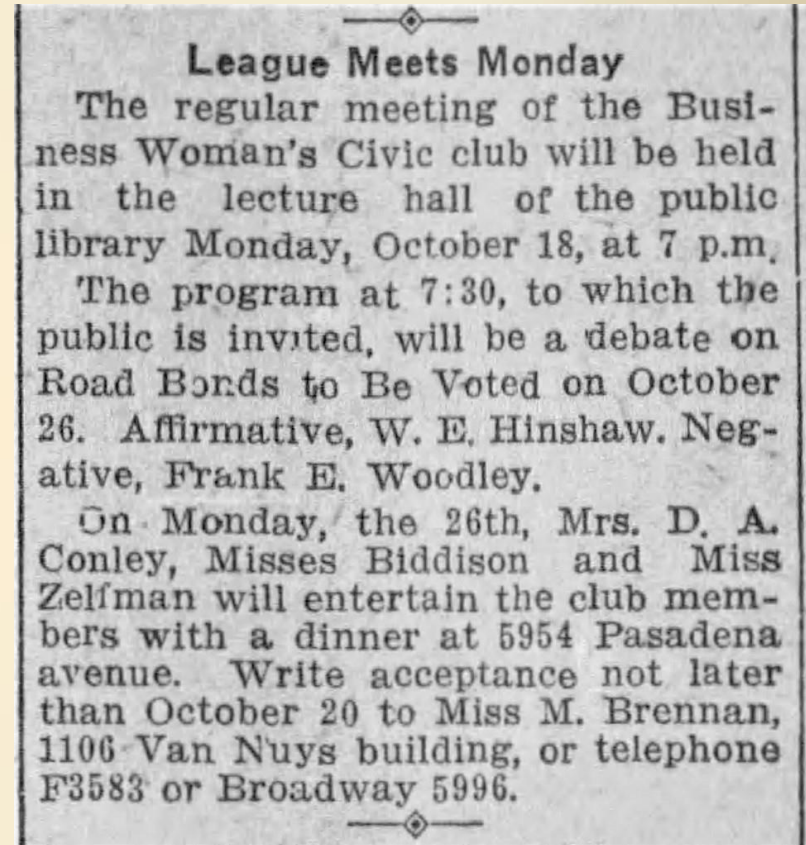 League Meets Monday
The regular meeting of the Busi-
ness Woman's Civic club will be held
in the lecture hall of the public
library Monday, October 18, at 7 p.m.
The program at 7:30, to which the
public is invited, will be a debate on
Road Bonds to Be Voted on October
26. Affirmative, W. E. Hinshaw. Neg-
ative, Frank E. Woodley.
On Monday, the 26th, Mrs. D. A.
Conley, Misses Biddison and Miss
Zelfman will entertain the club mem-
bers with a dinner at 5954 Pasadena
avenue. Write acceptance not later
than October 20 to Miss M. Brennan,
1106 Van Nuys building, or telephone
F3583 or Broadway 5996.